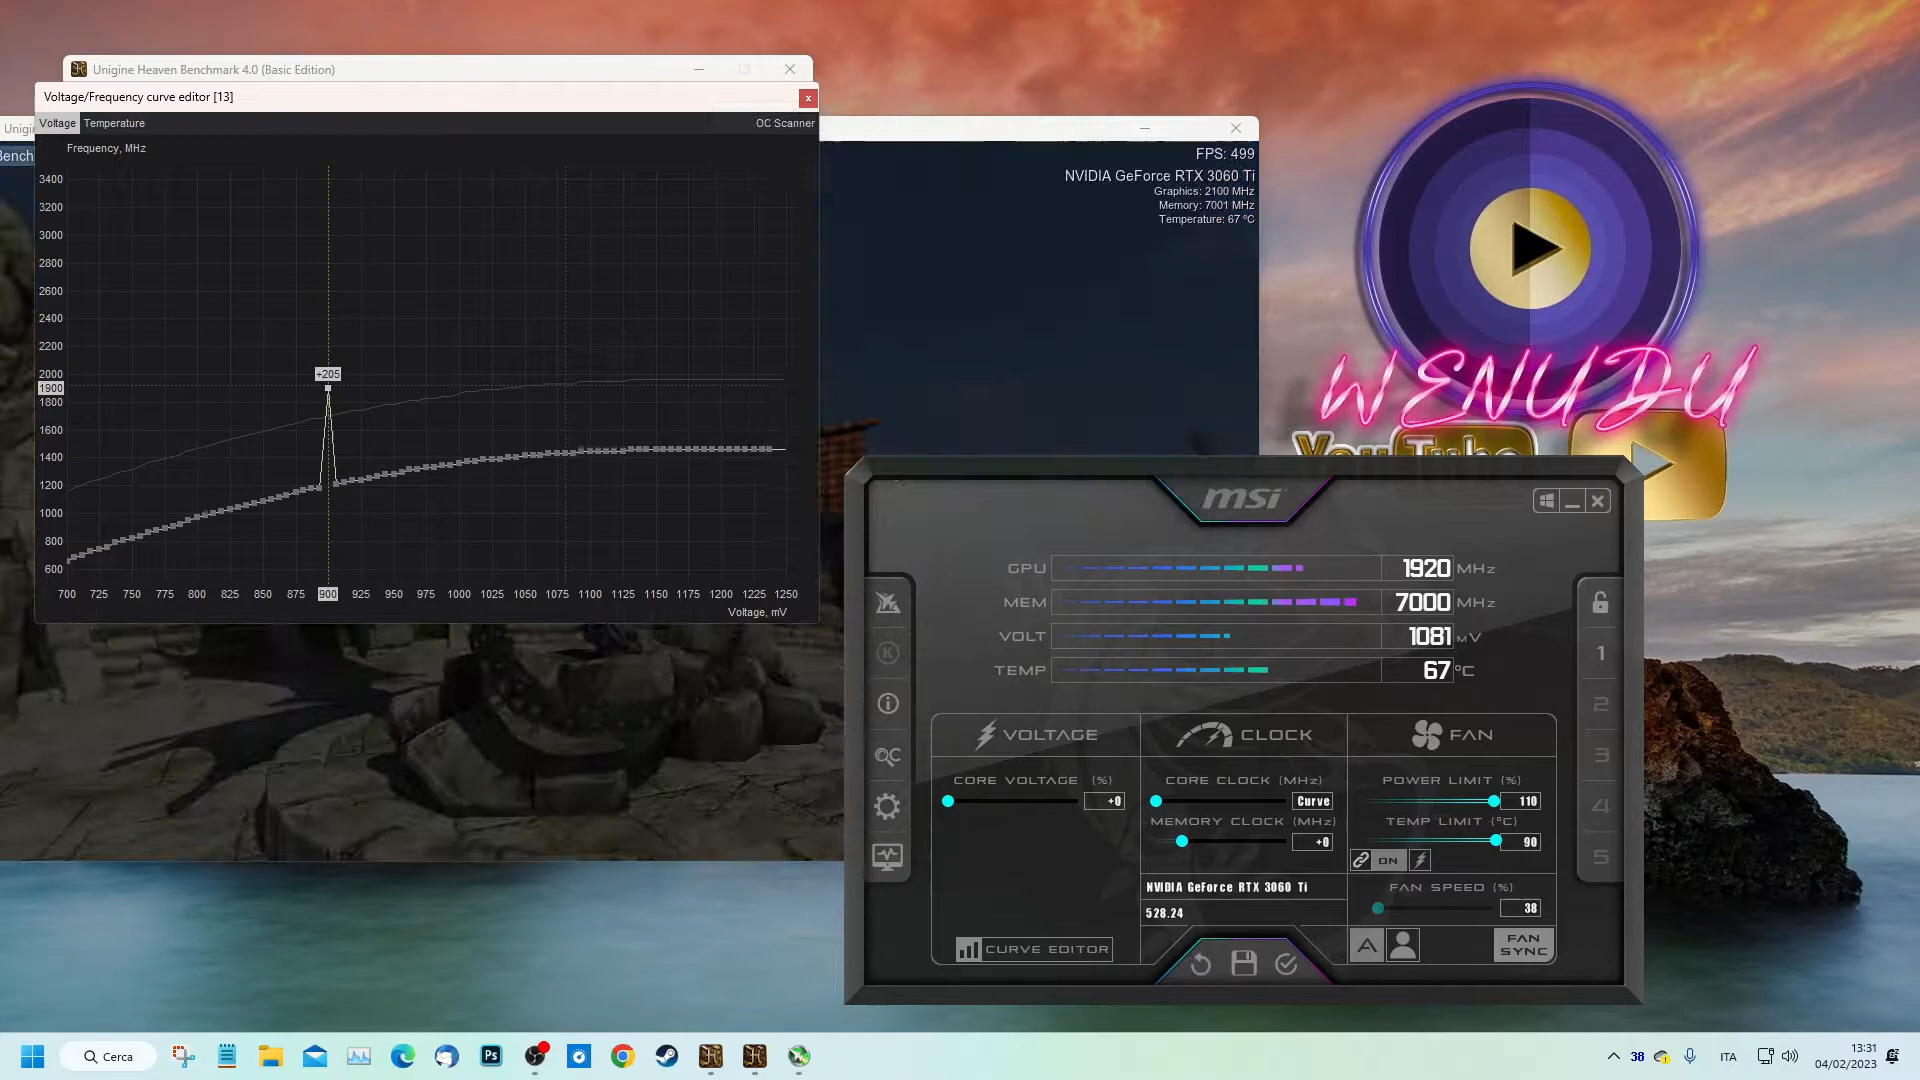 Unigine Heaven Benchmark 4.0 (Basic Edition)
Voltage/Frequency curve editor [13]
Voltage
Temperature
OC Scanner
Frequency, MHz
3400
3200
3000
2800
2600
2400
2200
2000
1900
1800
1600
1400
1200
1000
800
600
+205
700 725 750 775 800 825 850 875 900 925 950 975 1000 1025 1050 1075 1100 1125 1150 1175 1200 1225 1250
Voltage, mV
Unigi
Bench
FPS: 499
NVIDIA GeForce RTX 3060 Ti
Graphics: 2100 MHz
Memory: 7001 MHz
Temperature: 67 °C
WENUDU
YouTube
msi
GPU 1920 MHz
MEM 7000 MHz
VOLT 1081 MV
TEMP 67 °C
K
1
2
3
4
5
VOLTAGE
CORE VOLTAGE (%)
+0
CURVE EDITOR
CLOCK
CORE CLOCK (MHz)
Curve
MEMORY CLOCK (MHz)
+0
NVIDIA GeForce RTX 3060 Ti
528.24
FAN
POWER LIMIT (%)
110
TEMP LIMIT (°C)
90
ON
FAN SPEED (%)
38
A
FAN SYNC
Cerca
Ps
38
ITA
13:31
04/02/2023